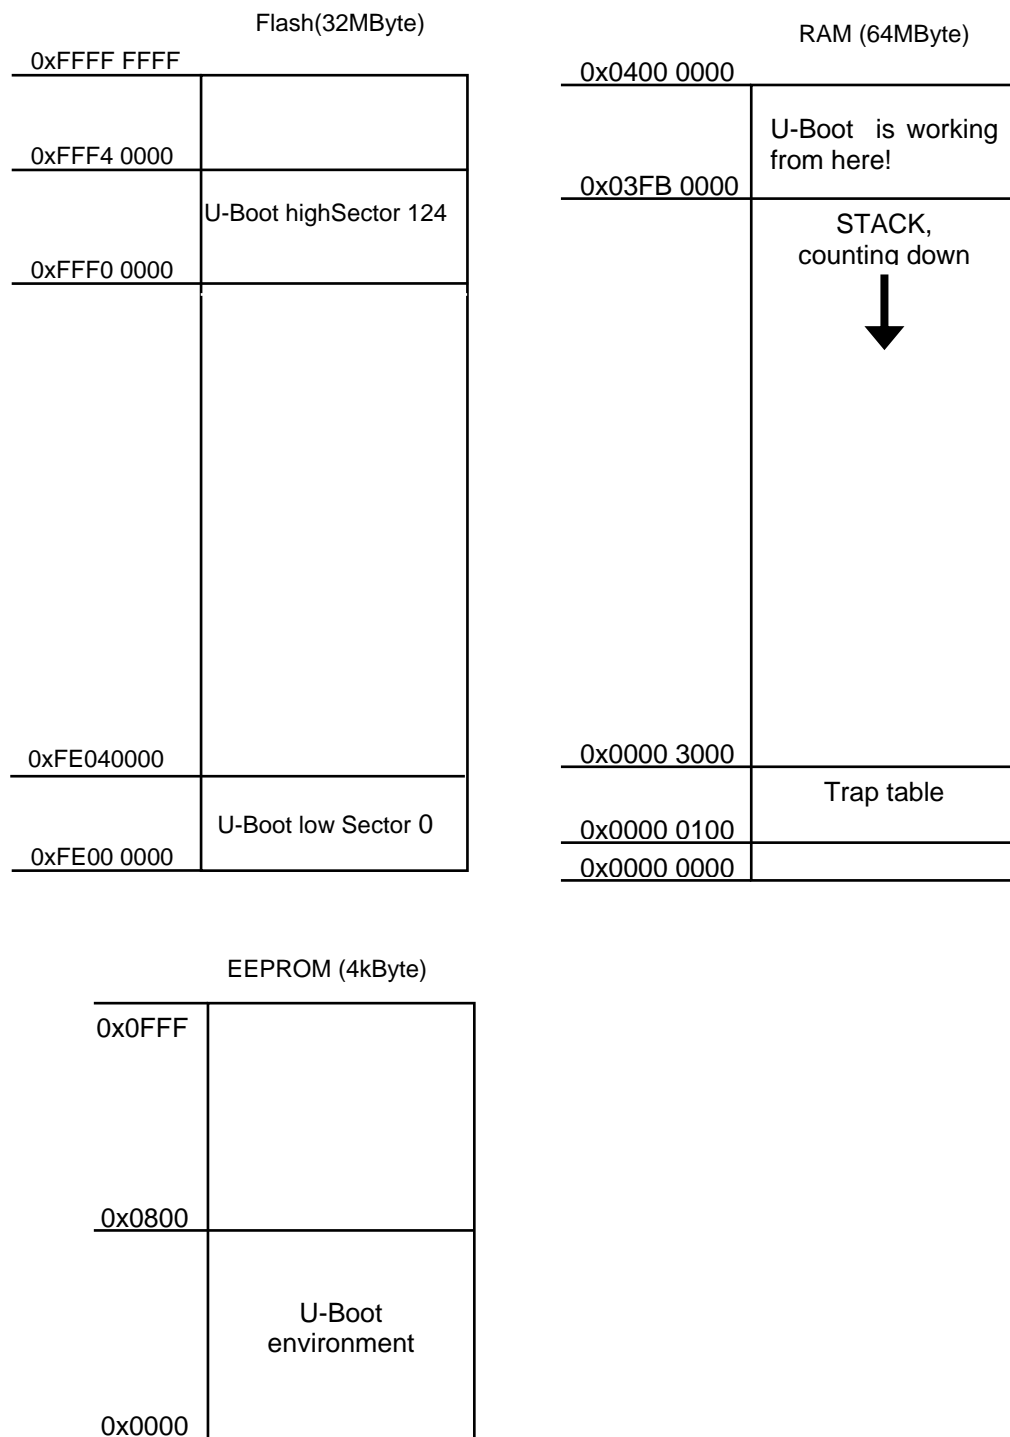 Flash(32MByte)
0xFFFF FFFF
0xFFF4 0000
U-Boot highSector 124
0xFFF0 0000
0xFE040000
U-Boot low Sector 0
0xFE00 0000
RAM (64MByte)
0x0400 0000
U-Boot is working
from here!
0x03FB 0000
STACK,
counting down
0x0000 3000
Trap table
0x0000 0100
0x0000 0000
EEPROM (4kByte)
0x0FFF
0x0800
U-Boot
environment
0x0000